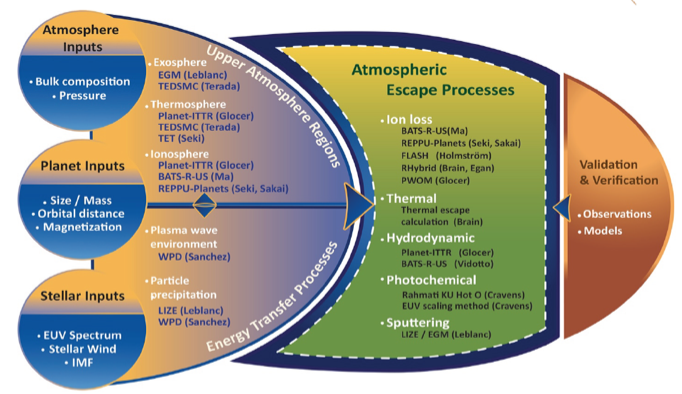 Atmosphere
Inputs
• Bulk composition
• Pressure
Planet Inputs
• Size / Mass
• Orbital distance
• Magnetization
Stellar Inputs
• EUV Spectrum
• Stellar Wind
• IMF
Upper Atmosphere Regions
• Exosphere
EGM (Leblanc)
TEDSMC (Terada)
• Thermosphere
Planet-ITTR (Glocer)
TEDSMC (Terada)
TET (Seki)
• Ionosphere
Planet-ITTR (Glocer)
BATS-R-US (Ma)
REPPU-Planets (Seki, Sakai)
• Plasma wave
environment
WPD (Sanchez)
• Particle
precipitation
LIZE (Leblanc)
WPD (Sanchez)
Energy Transfer Processes
Atmospheric
Escape Processes
• Ion loss
BATS-R-US(Ma)
REPPU-Planets (Seki, Sakai)
FLASH (Holmström)
RHybrid (Brain, Egan)
PWOM (Glocer)
• Thermal
Thermal escape
calculation (Brain)
• Hydrodynamic
Planet-ITTR (Glocer)
BATS-R-US (Vidotto)
• Photochemical
Rahmati KU Hot O (Cravens)
EUV scaling method (Cravens)
• Sputtering
LIZE / EGM (Leblanc)
Validation
& Verification
• Observations
• Models